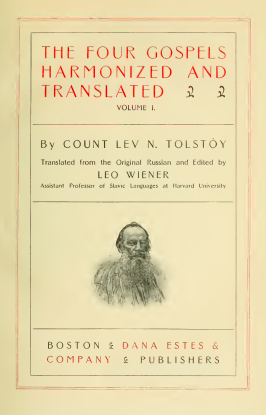 THE FOUR GOSPELS
HARMONIZED AND
TRANSLATED
VOLUME I.
By COUNT LEV N. TOLSTÓY
Translated from the Original Russian and Edited by
LEO WIENER
Assistant Professor of Slavic Languages at Harvard University
BOSTON & DANA ESTES &
COMPANY & PUBLISHERS